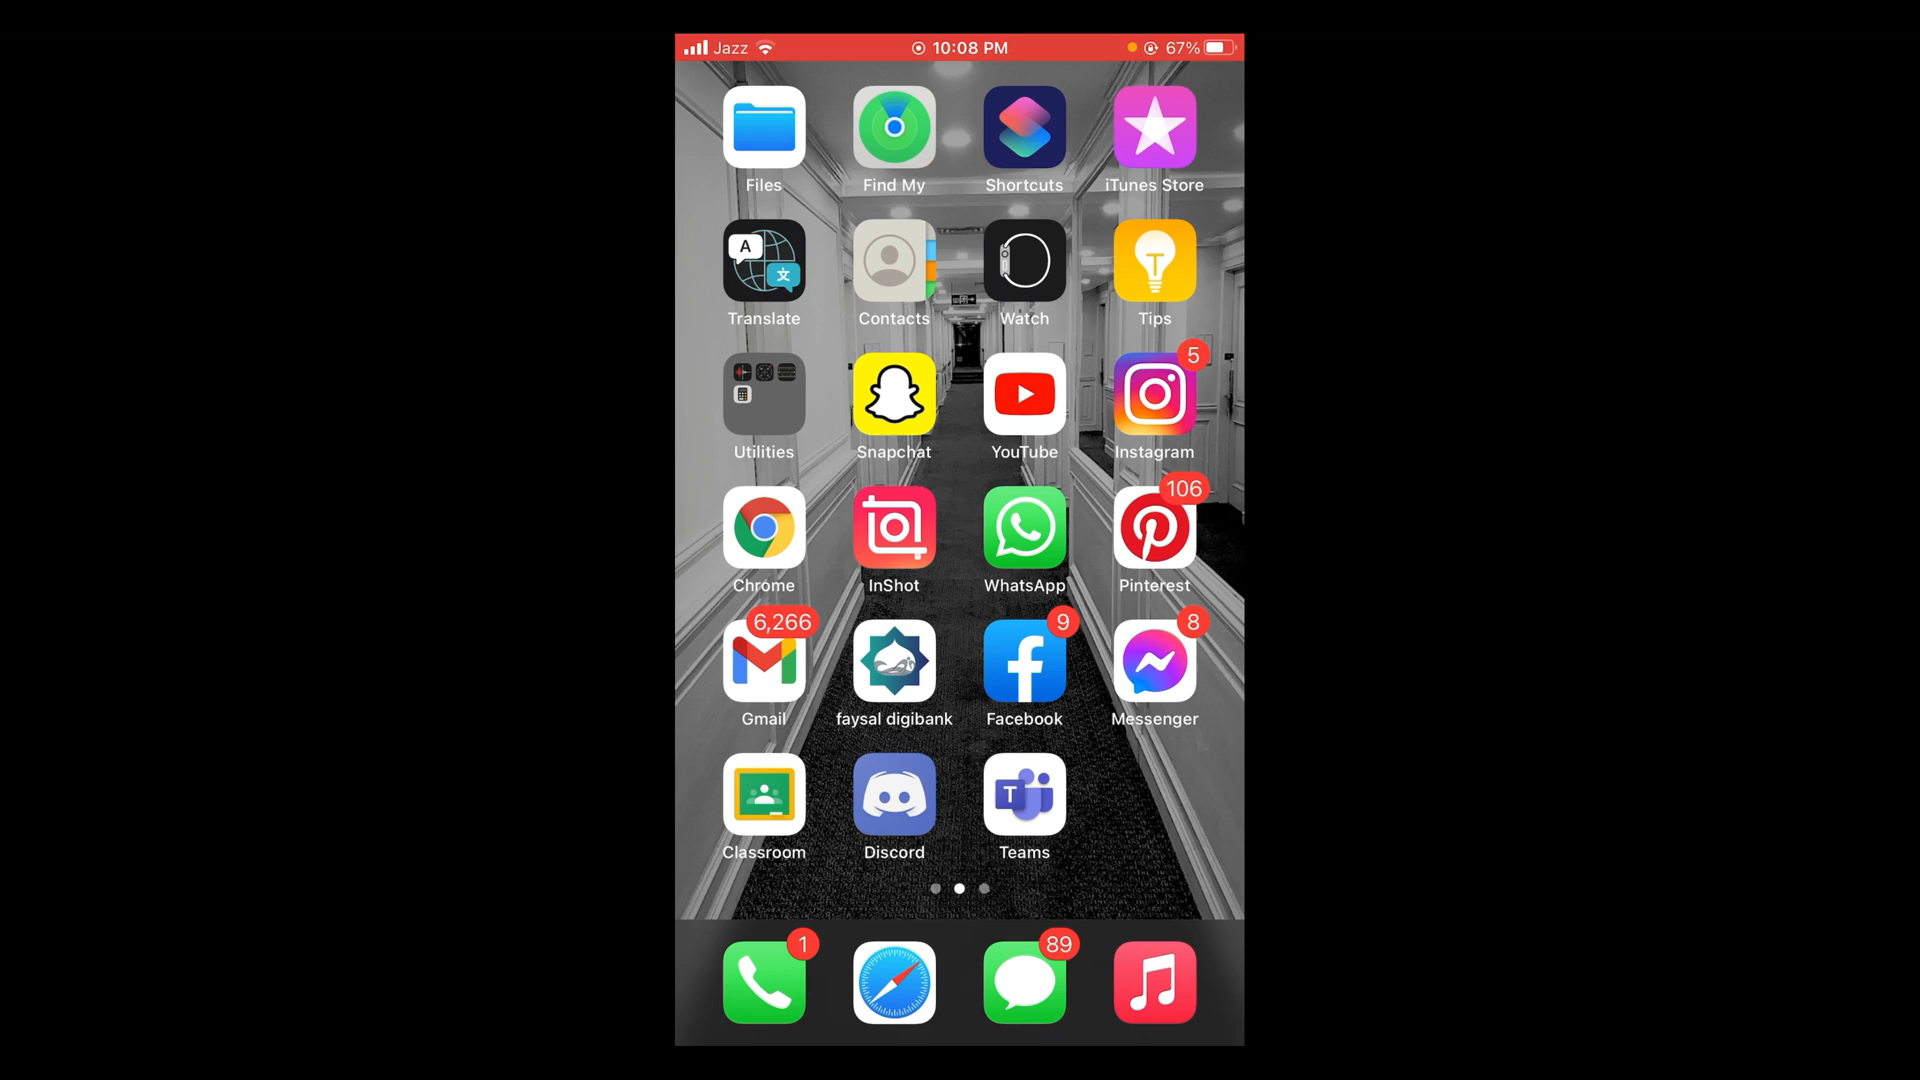 Jazz 10:08 PM 67%
Files Find My Shortcuts iTunes Store
A 文
Translate Contacts Watch Tips
5
Utilities Snapchat YouTube Instagram
106
Chrome InShot WhatsApp Pinterest
6,266 9 8
Gmail faysal digibank Facebook Messenger
T
Classroom Discord Teams
1 89